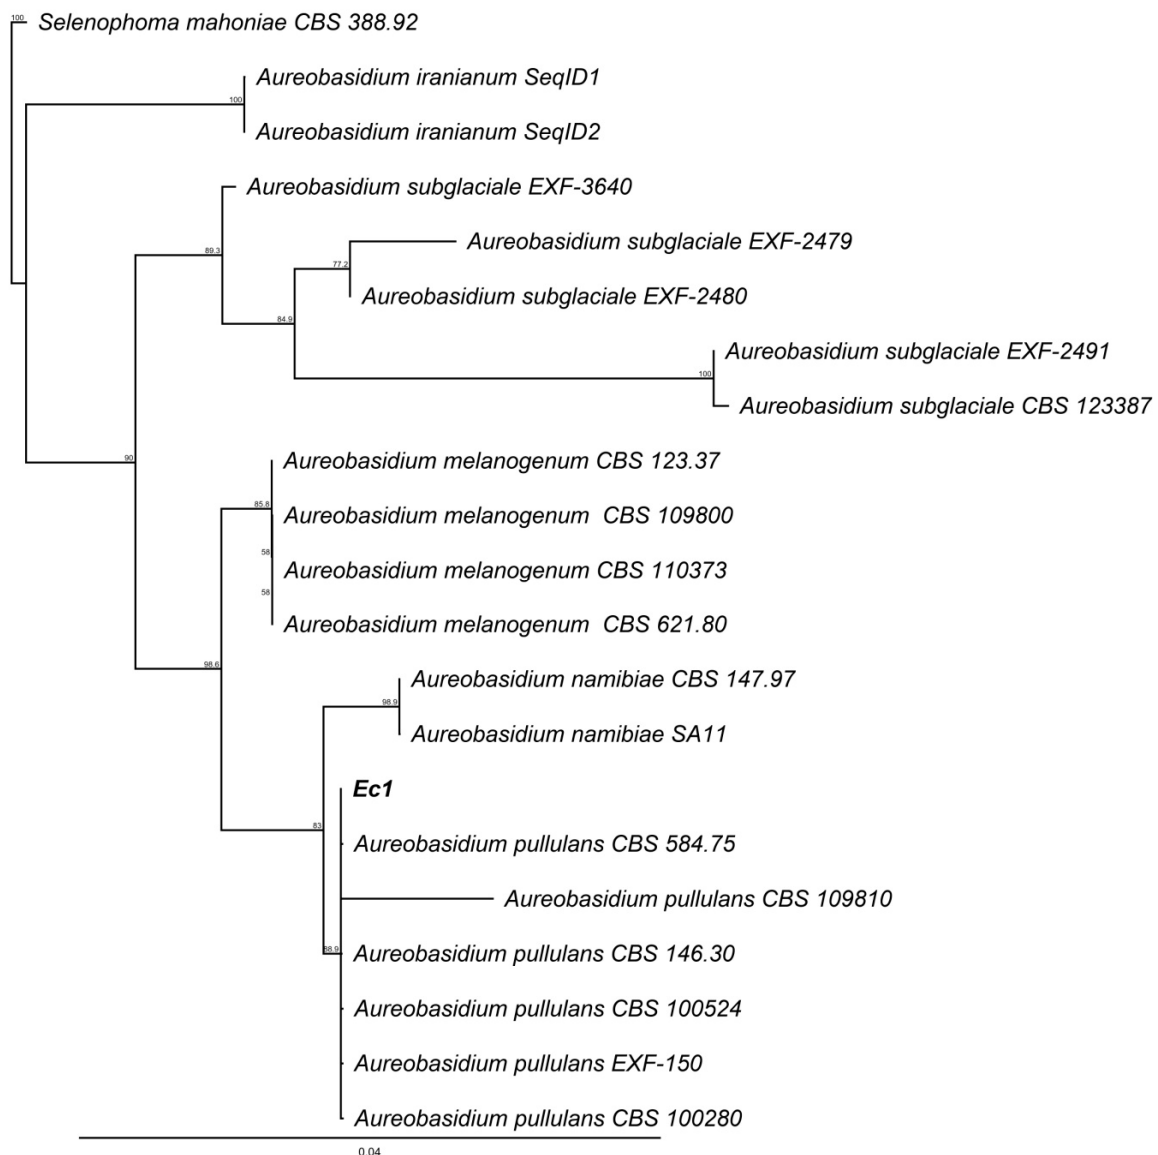 100
Selenophoma mahoniae CBS 388.92
Aureobasidium iranianum SeqID1
100
Aureobasidium iranianum SeqID2
Aureobasidium subglaciale EXF-3640
Aureobasidium subglaciale EXF-2479
89.3
77.2
Aureobasidium subglaciale EXF-2480
84.9
Aureobasidium subglaciale EXF-2491
100
Aureobasidium subglaciale CBS 123387
90
Aureobasidium melanogenum CBS 123.37
85.8
Aureobasidium melanogenum CBS 109800
58
Aureobasidium melanogenum CBS 110373
58
Aureobasidium melanogenum CBS 621.80
98.6
Aureobasidium namibiae CBS 147.97
98.9
Aureobasidium namibiae SA11
Ec1
83
Aureobasidium pullulans CBS 584.75
Aureobasidium pullulans CBS 109810
88.9
Aureobasidium pullulans CBS 146.30
Aureobasidium pullulans CBS 100524
Aureobasidium pullulans EXF-150
Aureobasidium pullulans CBS 100280
0.04